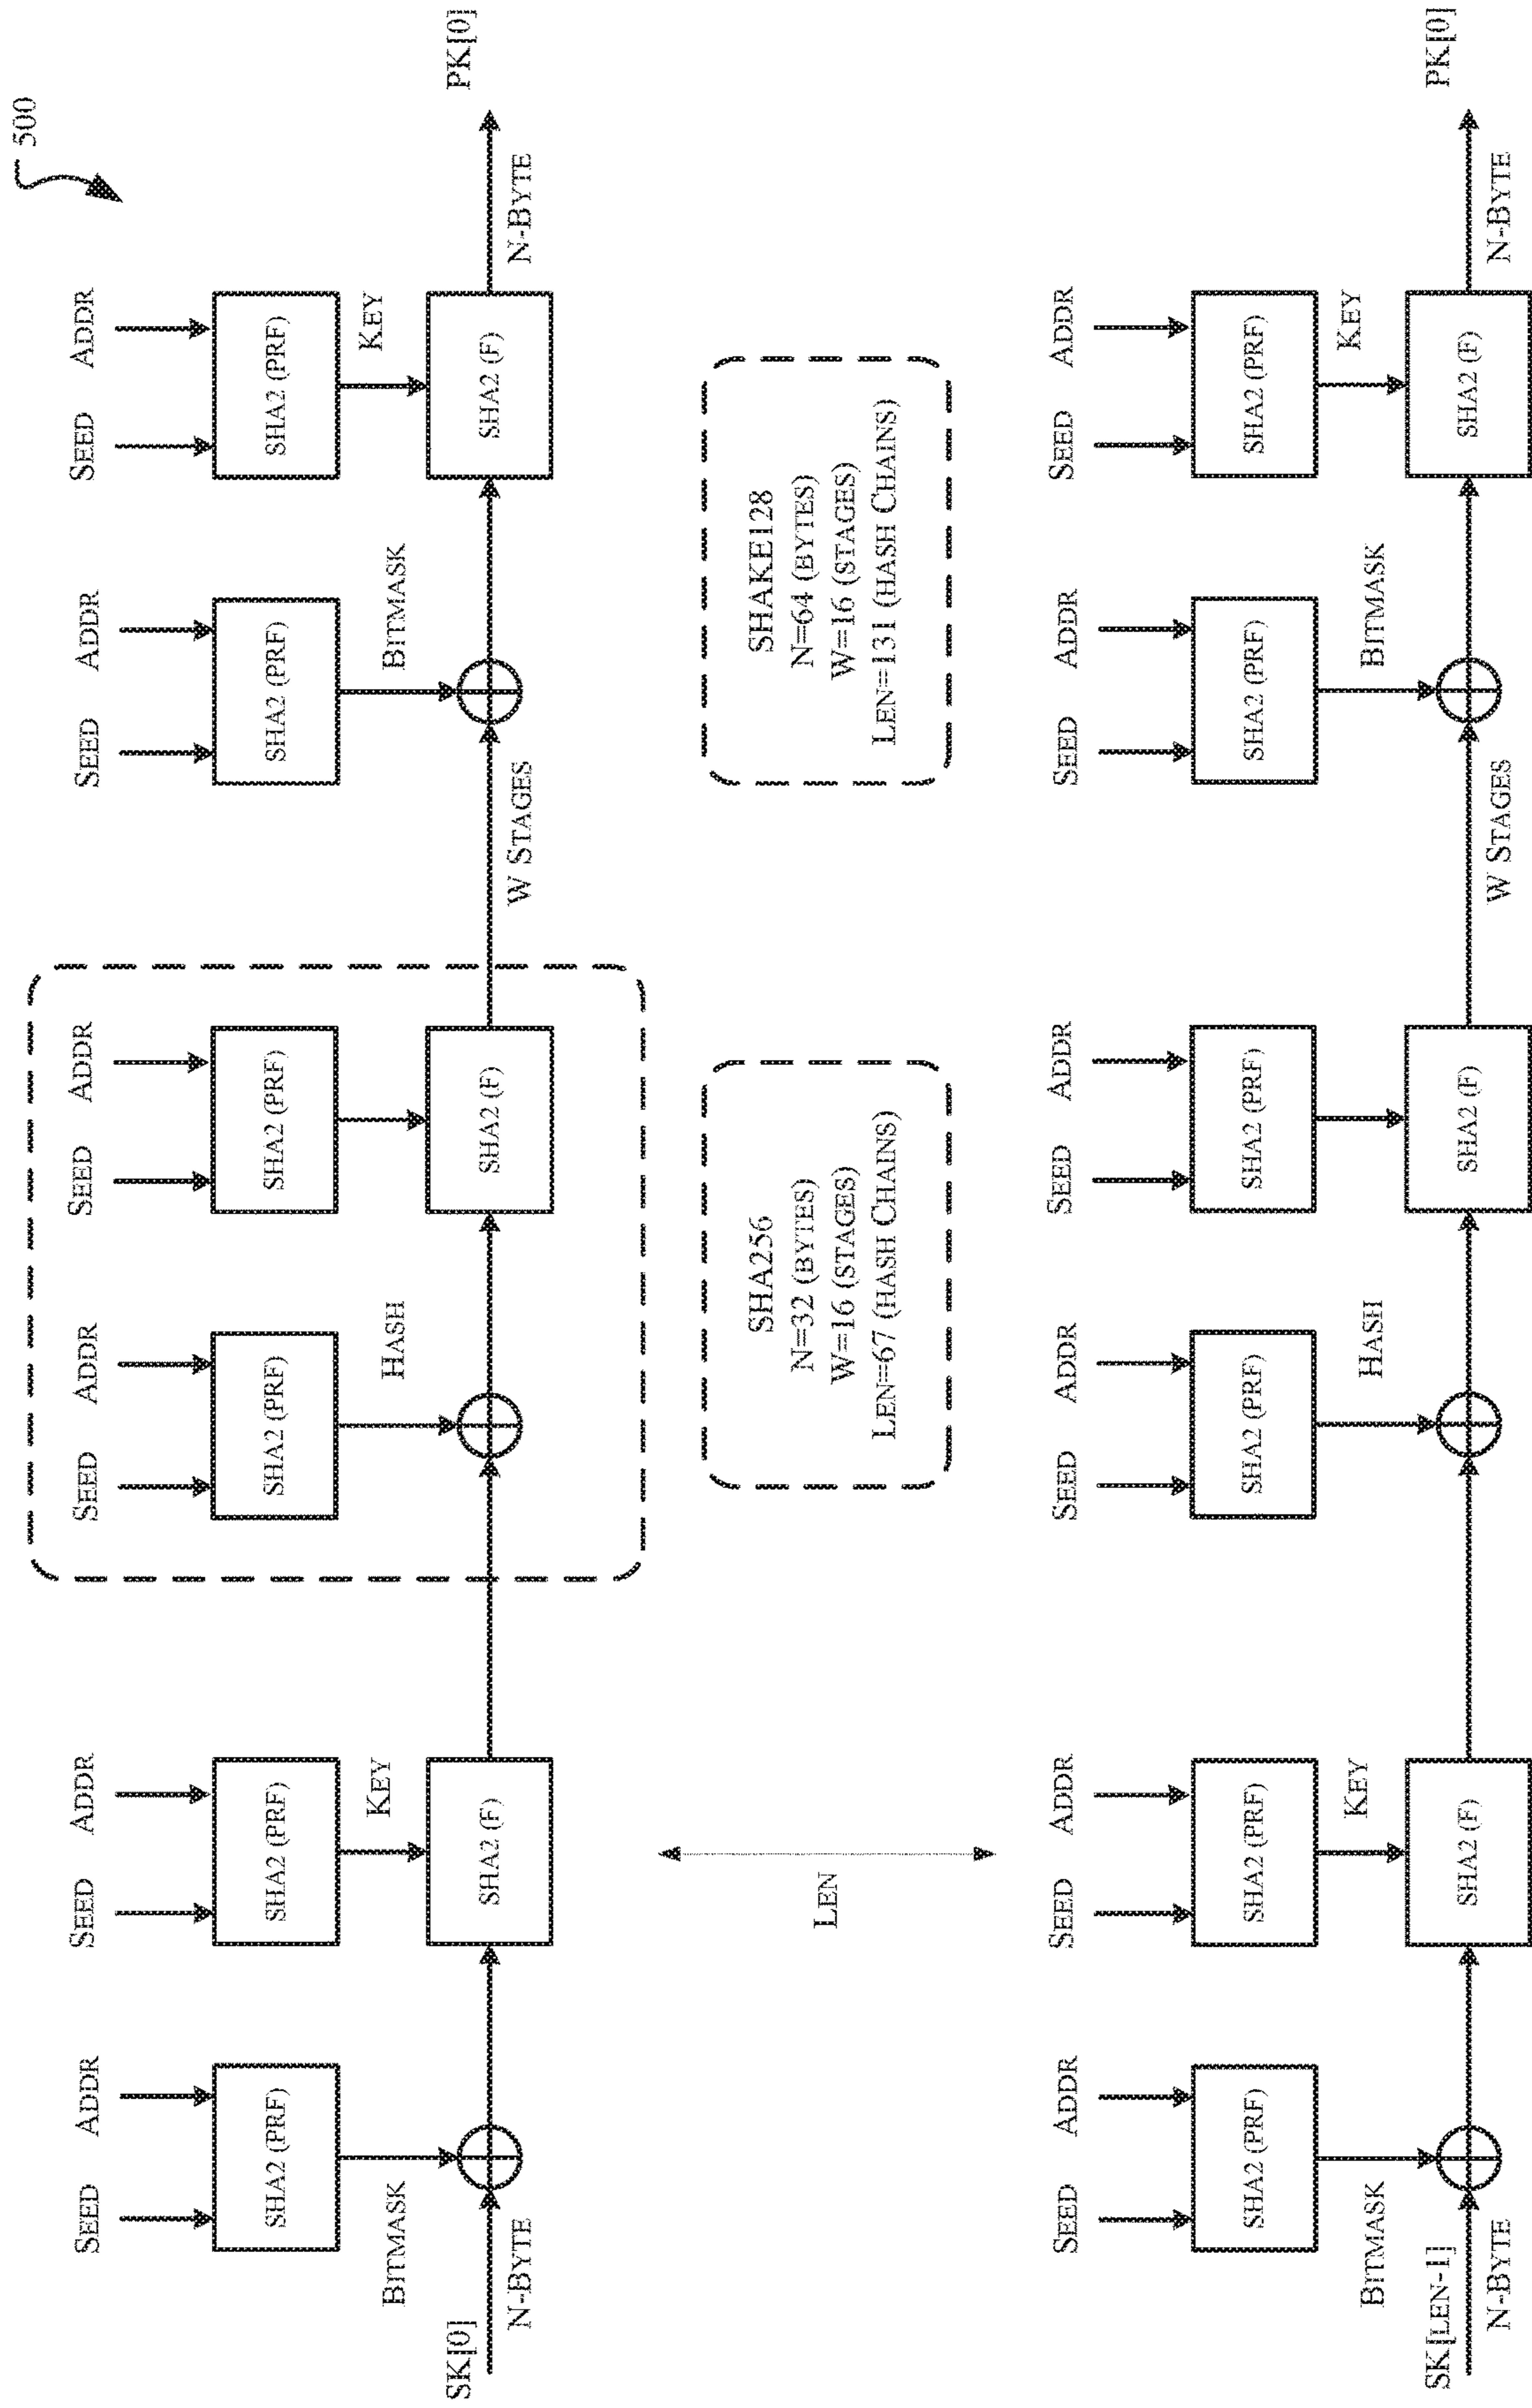 500
SEED ADDR SEED ADDR SEED ADDR SEED ADDR SEED ADDR SEED ADDR
SHA2 (PRF) SHA2 (PRF) SHA2 (PRF) SHA2 (PRF) SHA2 (PRF) SHA2 (PRF)
BITMASK KEY HASH BITMASK KEY
SK[0] PK[0]
SHA2 (F) SHA2 (F) SHA2 (F)
N-BYTE W STAGES N-BYTE
SHA256
N=32 (BYTES)
W=16 (STAGES)
LEN=67 (HASH CHAINS)
SHAKE128
N=64 (BYTES)
W=16 (STAGES)
LEN=131 (HASH CHAINS)
LEN
SEED ADDR SEED ADDR SEED ADDR SEED ADDR SEED ADDR SEED ADDR
SHA2 (PRF) SHA2 (PRF) SHA2 (PRF) SHA2 (PRF) SHA2 (PRF) SHA2 (PRF)
BITMASK KEY HASH BITMASK KEY
SK[LEN-1] PK[0]
SHA2 (F) SHA2 (F) SHA2 (F)
N-BYTE W STAGES N-BYTE